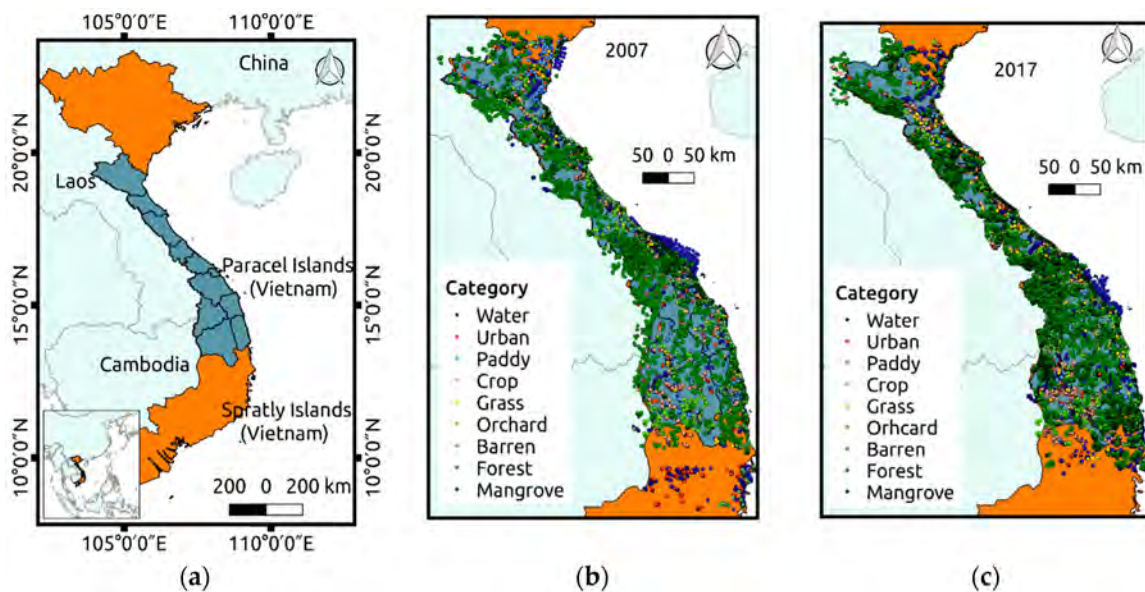 105°0′0″E 110°0′0″E
20°0′0″N
15°0′0″N
10°0′0″N
China
Laos
Paracel Islands
(Vietnam)
Cambodia
Spratly Islands
(Vietnam)
200 0 200 km
20°0′0″N
15°0′0″N
10°0′0″N
105°0′0″E 110°0′0″E
(a)
2007
50 0 50 km
Category
Water
Urban
Paddy
Crop
Grass
Orchard
Barren
Forest
Mangrove
(b)
2017
50 0 50 km
Category
Water
Urban
Paddy
Crop
Grass
Orhcard
Barren
Forest
Mangrove
(c)